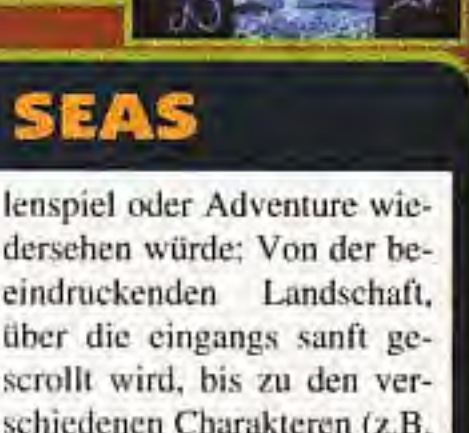 SEAS
lenspiel oder Adventure wie-
dersehen würde: Von der be-
eindruckenden Landschaft,
über die eingangs sanft ge-
scrollt wird, bis zu den ver-
schiedenen Charakteren (z.B.